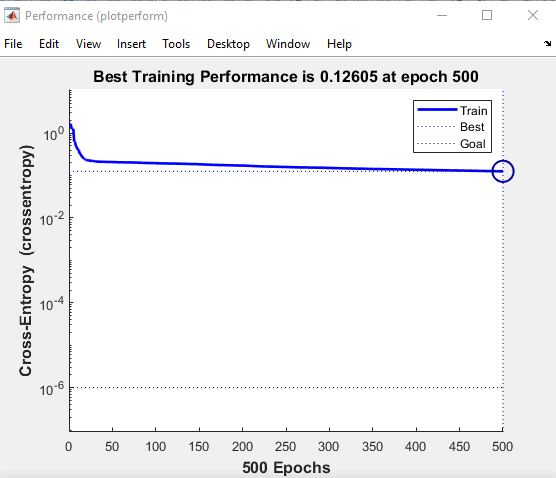 Performance (plotperform)
File Edit View Insert Tools Desktop Window Help
Best Training Performance is 0.12605 at epoch 500
Train
Best
Goal
Cross-Entropy (crossentropy)
10^0
10^-2
10^-4
10^-6
0 50 100 150 200 250 300 350 400 450 500
500 Epochs